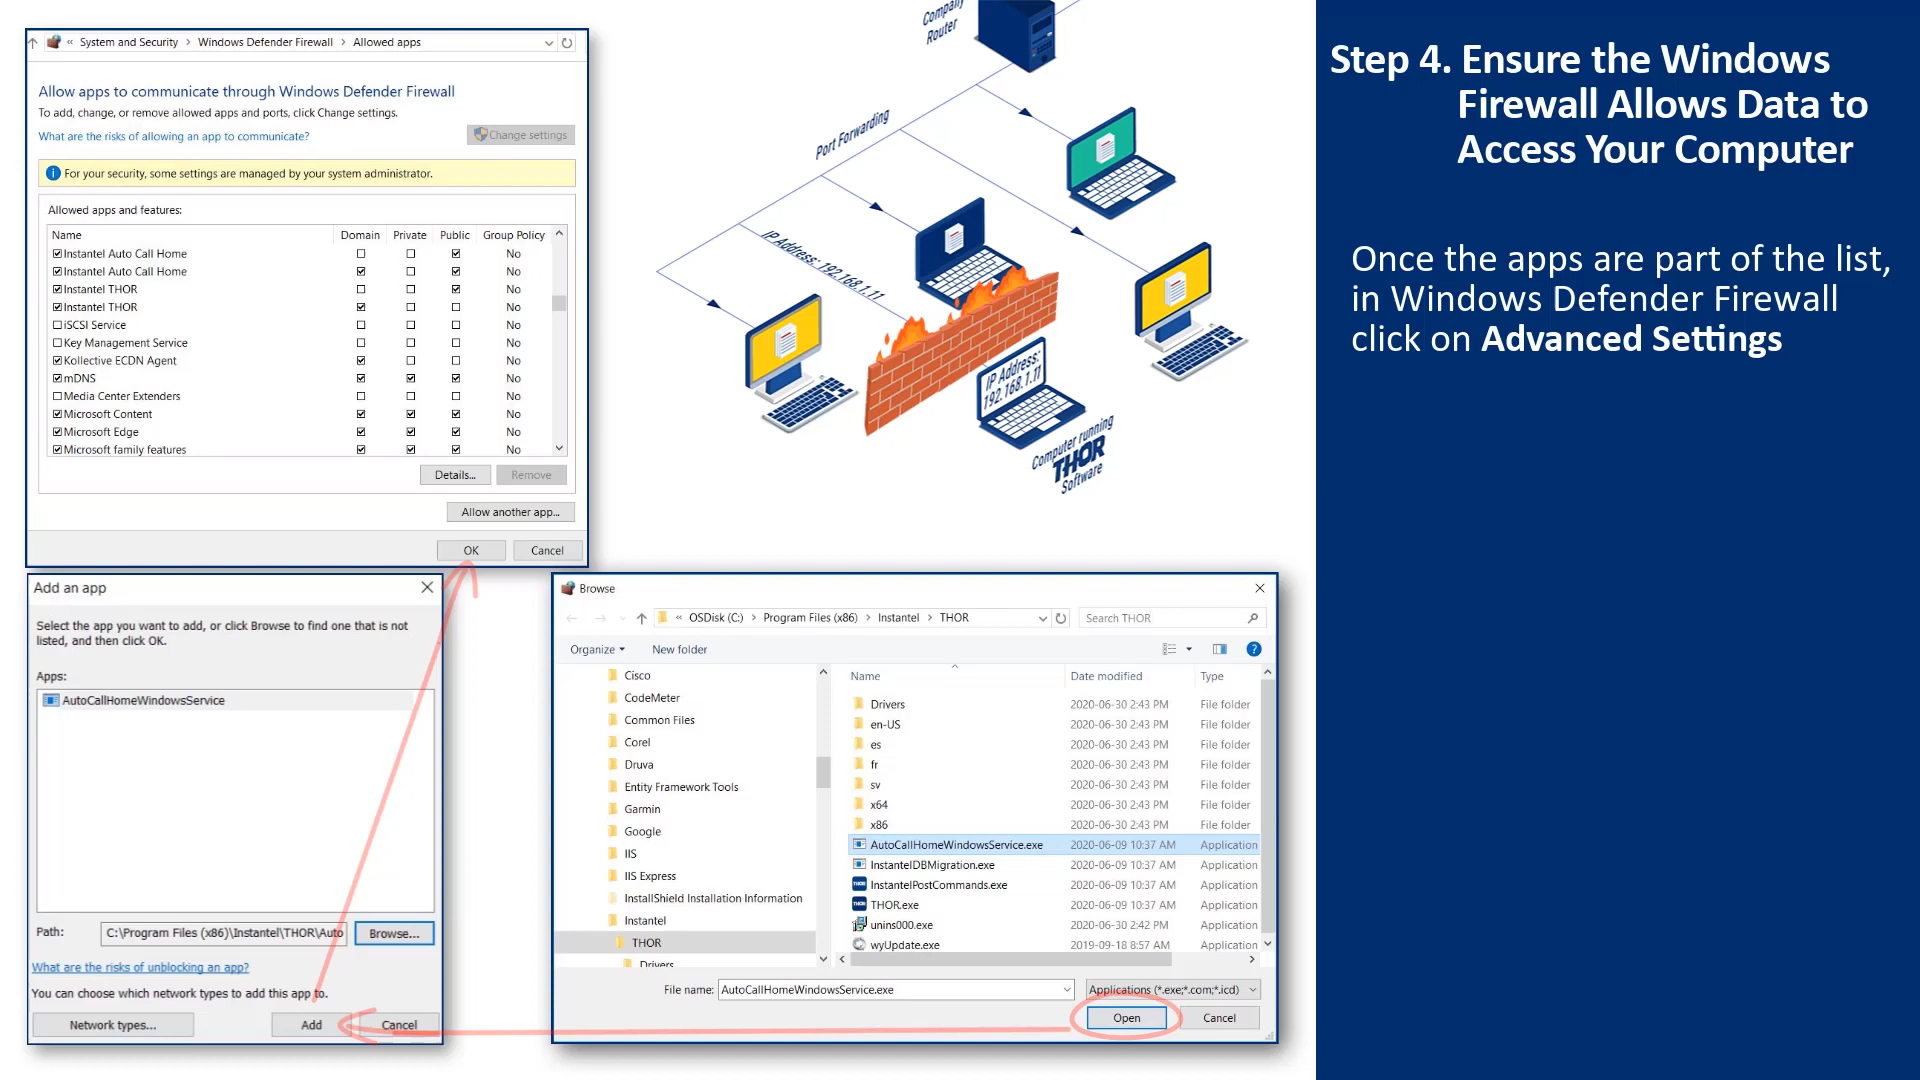 « System and Security > Windows Defender Firewall > Allowed apps
Allow apps to communicate through Windows Defender Firewall
To add, change, or remove allowed apps and ports, click Change settings.
What are the risks of allowing an app to communicate?
Change settings
For your security, some settings are managed by your system administrator.
Allowed apps and features:
Name Domain Private Public Group Policy
Instantel Auto Call Home No
Instantel Auto Call Home No
Instantel THOR No
Instantel THOR No
iSCSI Service No
Key Management Service No
Kollective ECDN Agent No
mDNS No
Media Center Extenders No
Microsoft Content No
Microsoft Edge No
Microsoft family features No
Details... Remove
Allow another app...
OK Cancel
Company
Router
Port Forwarding
IP Address: 192.168.1.11
IP Address:
192.168.1.11
Computer running
THOR
Software
Step 4. Ensure the Windows
Firewall Allows Data to
Access Your Computer
Once the apps are part of the list,
in Windows Defender Firewall
click on Advanced Settings
Add an app
Select the app you want to add, or click Browse to find one that is not
listed, and then click OK.
Apps:
AutoCallHomeWindowsService
Path: C:\Program Files (x86)\Instantel\THOR\Auto Browse...
What are the risks of unblocking an app?
You can choose which network types to add this app to.
Network types... Add Cancel
Browse
« OSDisk (C:) > Program Files (x86) > Instantel > THOR Search THOR
Organize New folder
Cisco
CodeMeter
Common Files
Corel
Druva
Entity Framework Tools
Garmin
Google
IIS
IIS Express
InstallShield Installation Information
Instantel
THOR
Drivers
Name Date modified Type
Drivers 2020-06-30 2:43 PM File folder
en-US 2020-06-30 2:43 PM File folder
es 2020-06-30 2:43 PM File folder
fr 2020-06-30 2:43 PM File folder
sv 2020-06-30 2:43 PM File folder
x64 2020-06-30 2:43 PM File folder
x86 2020-06-30 2:43 PM File folder
AutoCallHomeWindowsService.exe 2020-06-09 10:37 AM Application
InstantelDBMigration.exe 2020-06-09 10:37 AM Application
InstantelPostCommands.exe 2020-06-09 10:37 AM Application
THOR.exe 2020-06-09 10:37 AM Application
unins000.exe 2020-06-30 2:42 PM Application
wyUpdate.exe 2019-09-18 8:57 AM Application
File name: AutoCallHomeWindowsService.exe Applications (*.exe;*.com;*.icd)
Open Cancel